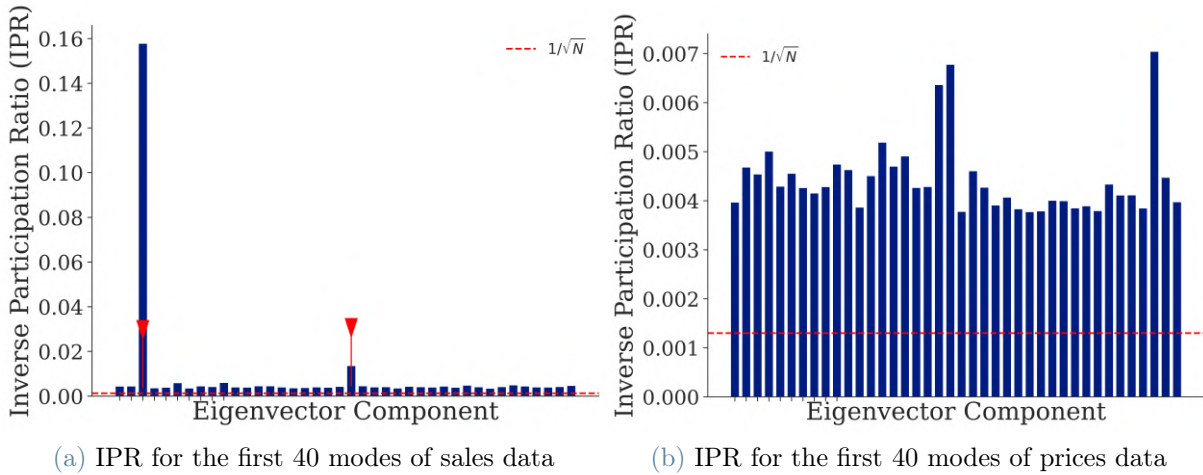 Inverse Participation Ratio (IPR)
0.16
0.14
0.12
0.10
0.08
0.06
0.04
0.02
0.00
1/√N
Eigenvector Component
(a) IPR for the first 40 modes of sales data
Inverse Participation Ratio (IPR)
0.007
0.006
0.005
0.004
0.003
0.002
0.001
0.000
1/√N
Eigenvector Component
(b) IPR for the first 40 modes of prices data